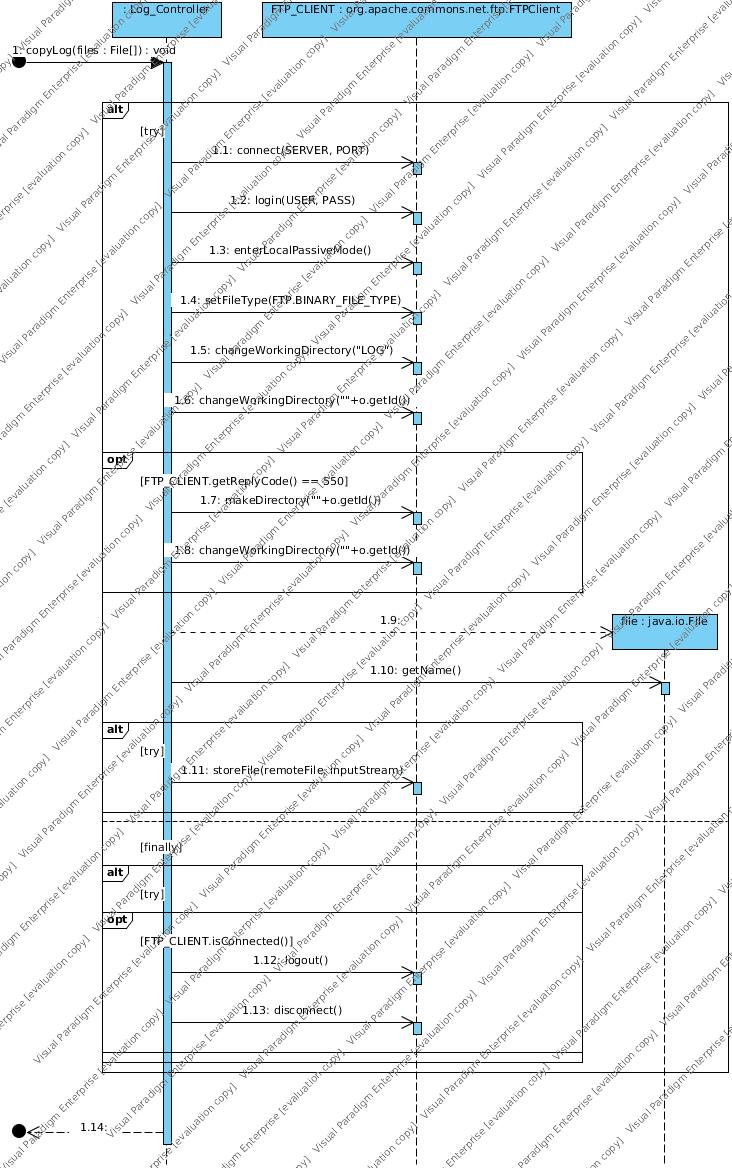 : Log_Controller
FTP_CLIENT : org.apache.commons.net.ftp.FTPClient
1: copyLog(files : File[]) : void
alt
[try]
1.1: connect(SERVER, PORT)
1.2: login(USER, PASS)
1.3: enterLocalPassiveMode()
1.4: setFileType(FTP.BINARY_FILE_TYPE)
1.5: changeWorkingDirectory("LOG")
1.6: changeWorkingDirectory(""+o.getId())
opt
[FTP_CLIENT.getReplyCode() == 550]
1.7: makeDirectory(""+o.getId())
1.8: changeWorkingDirectory(""+o.getId())
1.9:
file : java.io.File
1.10: getName()
alt
[try]
1.11: storeFile(remoteFile, inputStream)
[finally]
alt
[try]
opt
[FTP_CLIENT.isConnected()]
1.12: logout()
1.13: disconnect()
1.14:
Visual Paradigm Enterprise [evaluation copy]